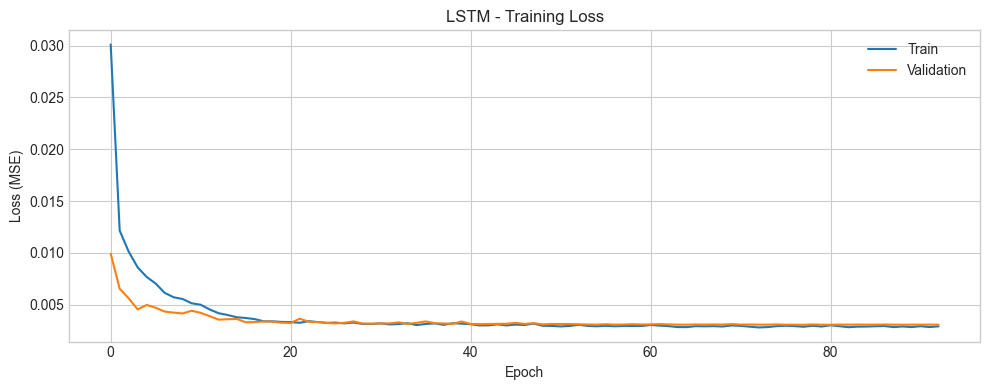 LSTM - Training Loss
Train
Validation
Loss (MSE)
0.030
0.025
0.020
0.015
0.010
0.005
0 20 40 60 80
Epoch